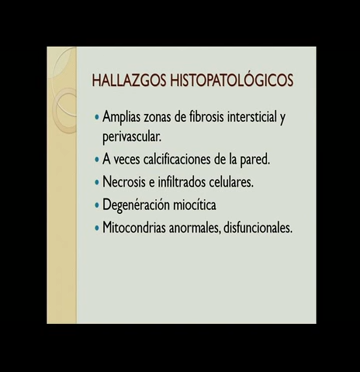 HALLAZGOS HISTOPATOLÓGICOS
• Amplias zonas de fibrosis intersticial y
perivascular.
• A veces calcificaciones de la pared.
• Necrosis e infiltrados celulares.
• Degenéración miocítica
• Mitocondrias anormales, disfuncionales.